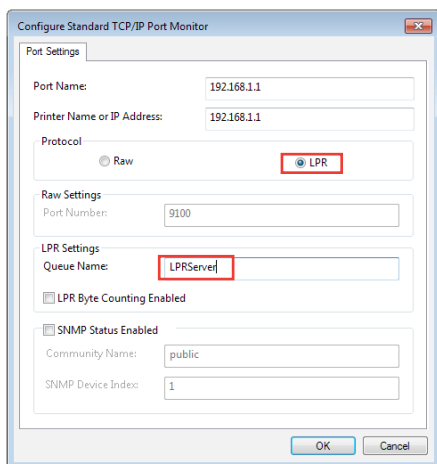 Configure Standard TCP/IP Port Monitor
Port Settings
Port Name: 192.168.1.1
Printer Name or IP Address: 192.168.1.1
Protocol
Raw LPR
Raw Settings
Port Number: 9100
LPR Settings
Queue Name: LPRServer
LPR Byte Counting Enabled
SNMP Status Enabled
Community Name: public
SNMP Device Index: 1
OK Cancel